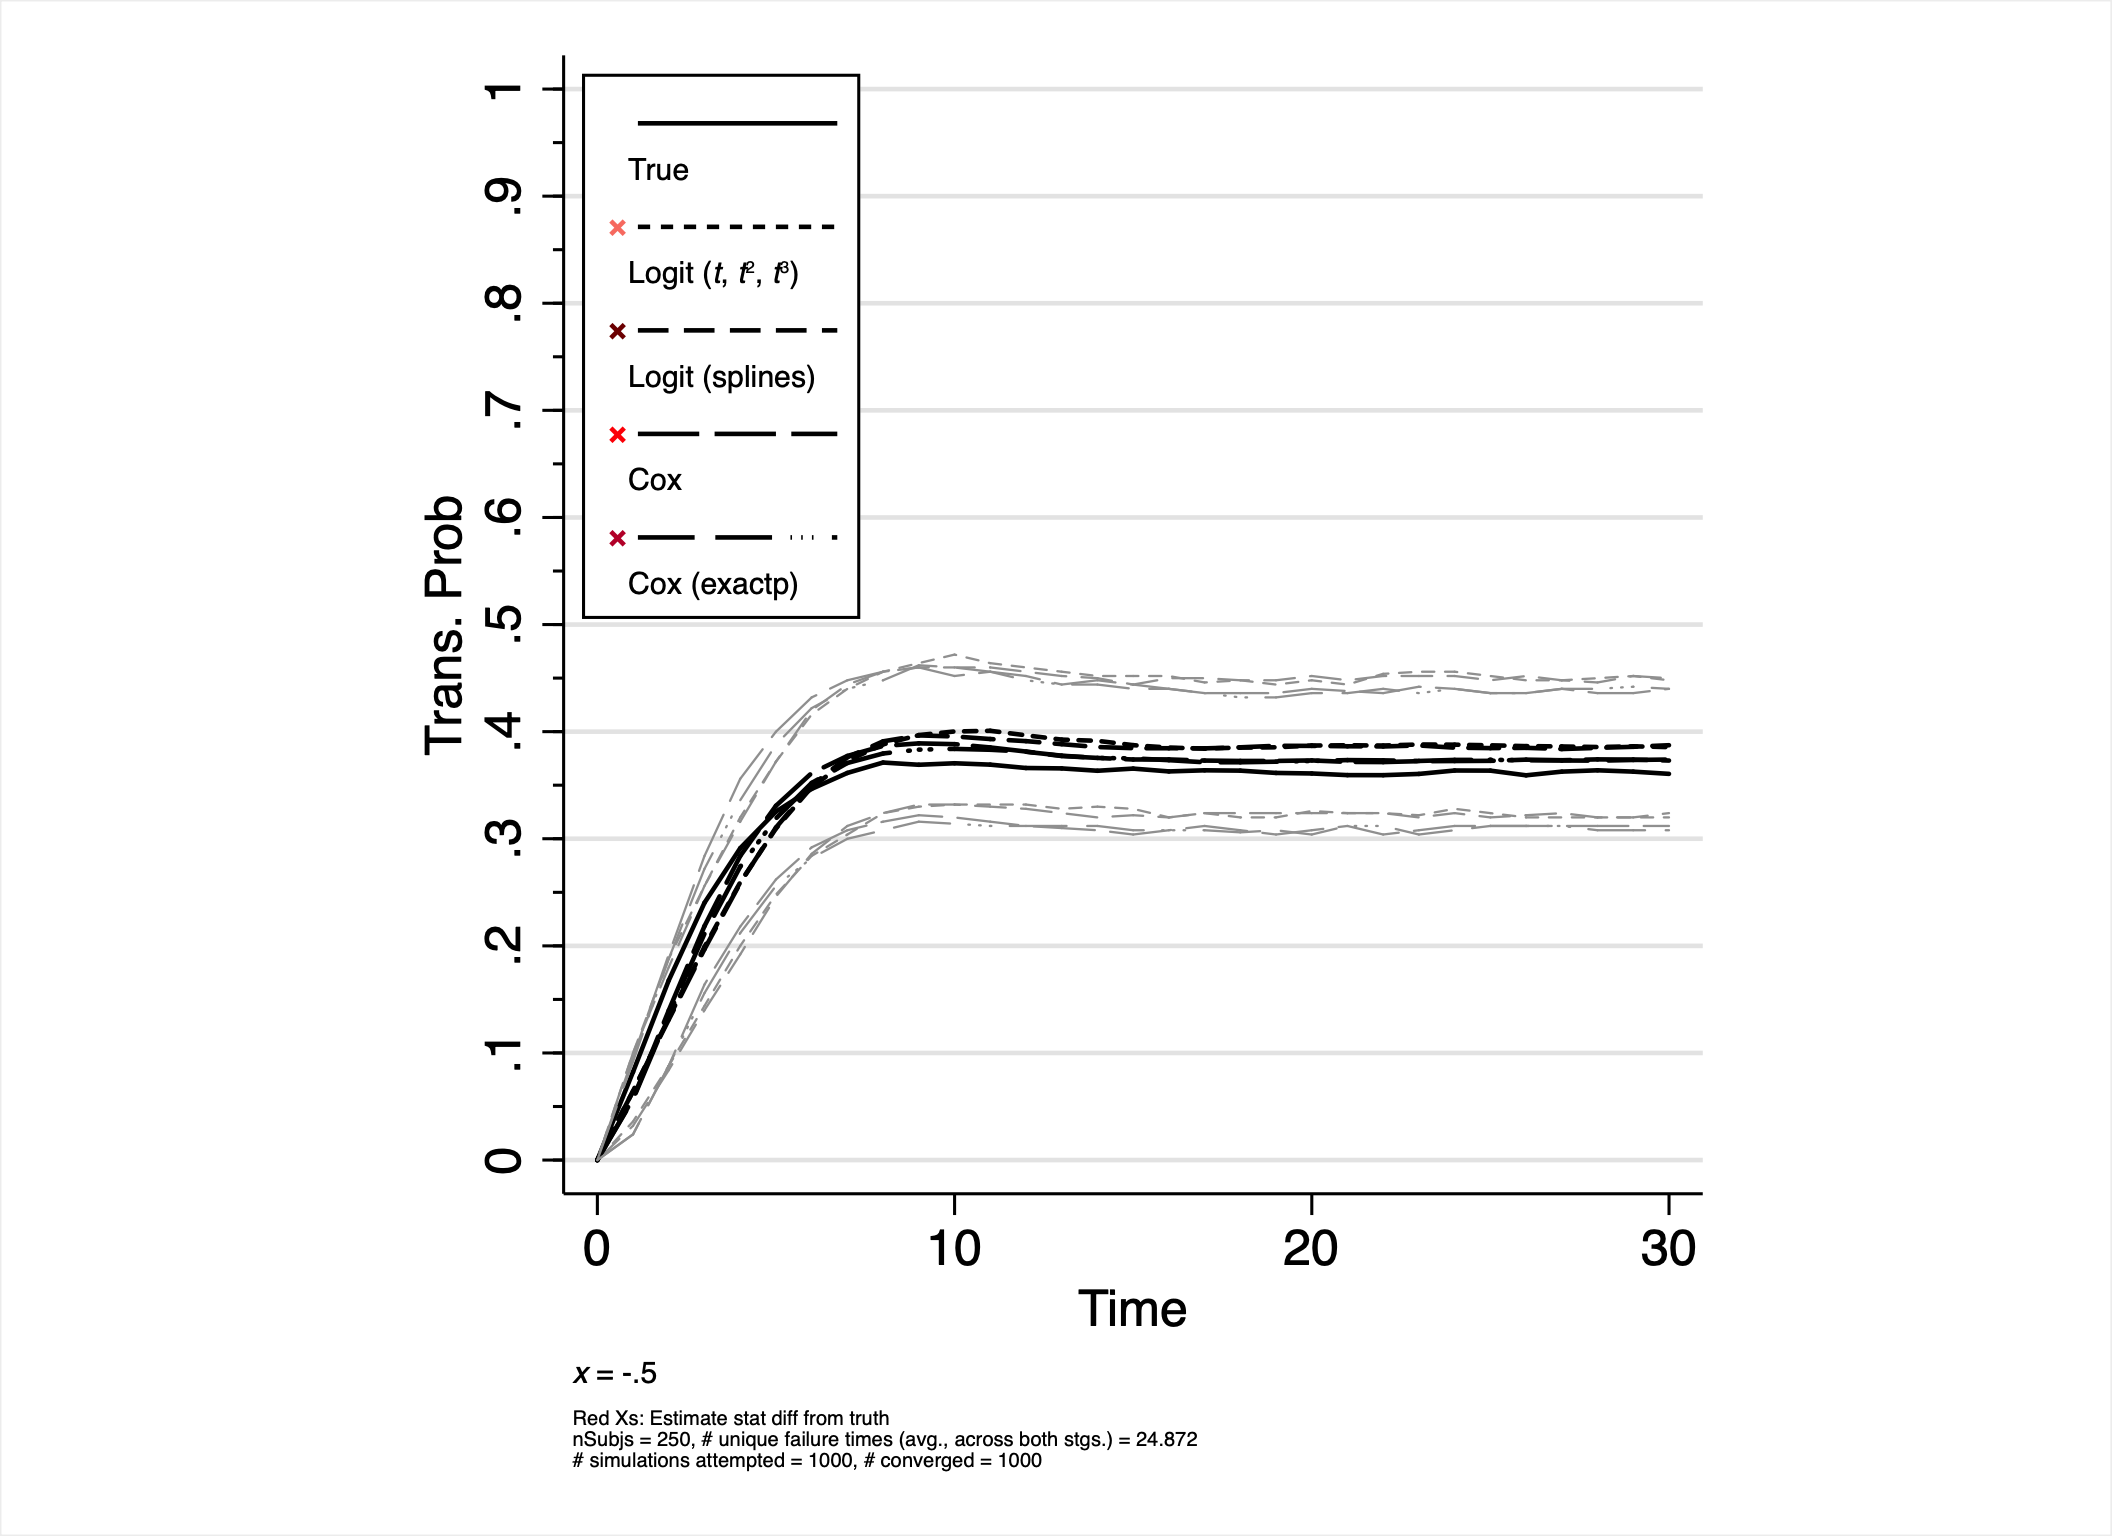 Trans. Prob
1
.9
.8
.7
.6
.5
.4
.3
.2
.1
0
True
Logit (t, t², t³)
Logit (splines)
Cox
Cox (exactp)
0 10 20 30
Time
x = -.5
Red Xs: Estimate stat diff from truth
nSubjs = 250, # unique failure times (avg., across both stgs.) = 24.872
# simulations attempted = 1000, # converged = 1000